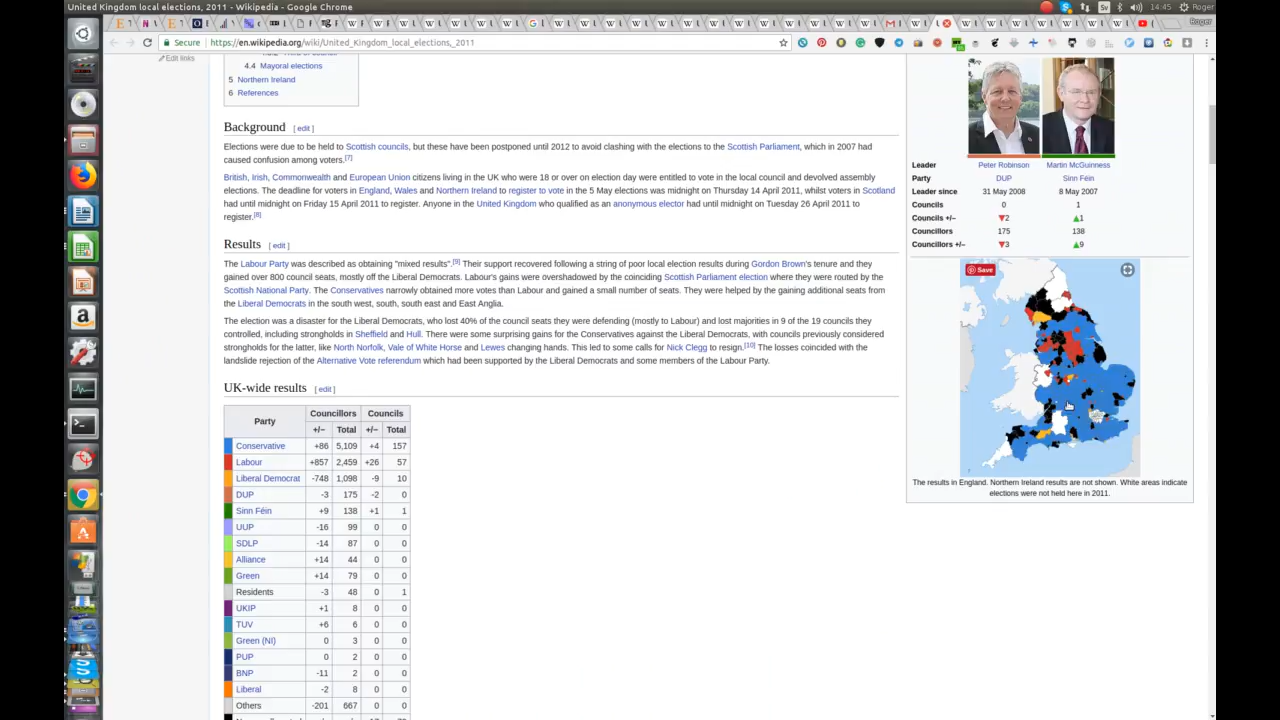 United Kingdom local elections, 2011 - Wikipedia - Google Chrome
Sv
14:45
Roger
Roger
Secure
https://en.wikipedia.org/wiki/United_Kingdom_local_elections,_2011
Edit links
4.4 Mayoral elections
5 Northern Ireland
6 References
Background [ edit ]
Elections were due to be held to Scottish councils, but these have been postponed until 2012 to avoid clashing with the elections to the Scottish Parliament, which in 2007 had
caused confusion among voters.[7]
British, Irish, Commonwealth and European Union citizens living in the UK who were 18 or over on election day were entitled to vote in the local council and devolved assembly
elections. The deadline for voters in England, Wales and Northern Ireland to register to vote in the 5 May elections was midnight on Thursday 14 April 2011, whilst voters in Scotland
had until midnight on Friday 15 April 2011 to register. Anyone in the United Kingdom who qualified as an anonymous elector had until midnight on Tuesday 26 April 2011 to
register.[8]
Results [ edit ]
The Labour Party was described as obtaining "mixed results".[9] Their support recovered following a string of poor local election results during Gordon Brown's tenure and they
gained over 800 council seats, mostly off the Liberal Democrats. Labour's gains were overshadowed by the coinciding Scottish Parliament election where they were routed by the
Scottish National Party. The Conservatives narrowly obtained more votes than Labour and gained a small number of seats. They were helped by the gaining additional seats from
the Liberal Democrats in the south west, south, south east and East Anglia.
The election was a disaster for the Liberal Democrats, who lost 40% of the council seats they were defending (mostly to Labour) and lost majorities in 9 of the 19 councils they
controlled, including strongholds in Sheffield and Hull. There were some surprising gains for the Conservatives against the Liberal Democrats, with councils previously considered
strongholds for the latter, like North Norfolk, Vale of White Horse and Lewes changing hands. This led to some calls for Nick Clegg to resign.[10] The losses coincided with the
landslide rejection of the Alternative Vote referendum which had been supported by the Liberal Democrats and some members of the Labour Party.
UK-wide results [ edit ]
Party Councillors Councils
+/− Total +/− Total
Conservative +86 5,109 +4 157
Labour +857 2,459 +26 57
Liberal Democrat -748 1,098 -9 10
DUP -3 175 -2 0
Sinn Féin +9 138 +1 1
UUP -16 99 0 0
SDLP -14 87 0 0
Alliance +14 44 0 0
Green +14 79 0 0
Residents -3 48 0 1
UKIP +1 8 0 0
TUV +6 6 0 0
Green (NI) 0 3 0 0
PUP 0 2 0 0
BNP -11 2 0 0
Liberal -2 8 0 0
Others -201 667 0 0
Leader Peter Robinson Martin McGuinness
Party DUP Sinn Féin
Leader since 31 May 2008 8 May 2007
Councils 0 1
Councils +/– ▼2 ▲1
Councillors 175 138
Councillors +/– ▼3 ▲9
Save
The results in England. Northern Ireland results are not shown. White areas indicate
elections were not held here in 2011.